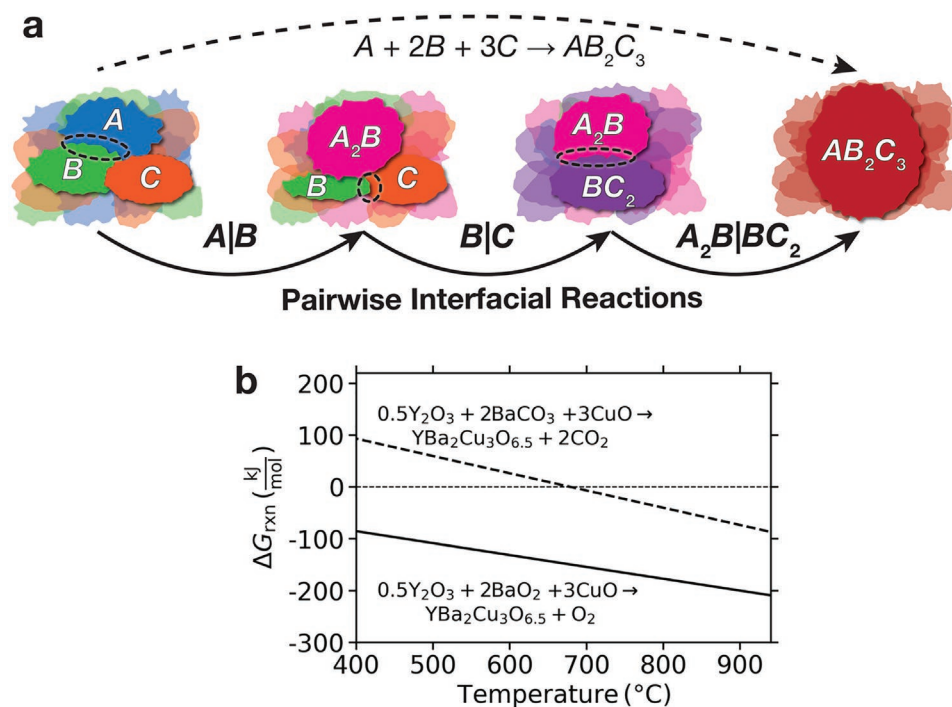 a
A + 2B + 3C → AB₂C₃
A
B
C
A₂B
B
C
A₂B
BC₂
AB₂C₃
A|B
B|C
A₂B|BC₂
Pairwise Interfacial Reactions
b
200
100
0
-100
-200
-300
ΔG_rxn (kJ/mol)
0.5Y₂O₃ + 2BaCO₃ +3CuO→
YBa₂Cu₃O₆.₅ + 2CO₂
0.5Y₂O₃ + 2BaO₂ +3CuO→
YBa₂Cu₃O₆.₅ + O₂
400 500 600 700 800 900
Temperature (°C)